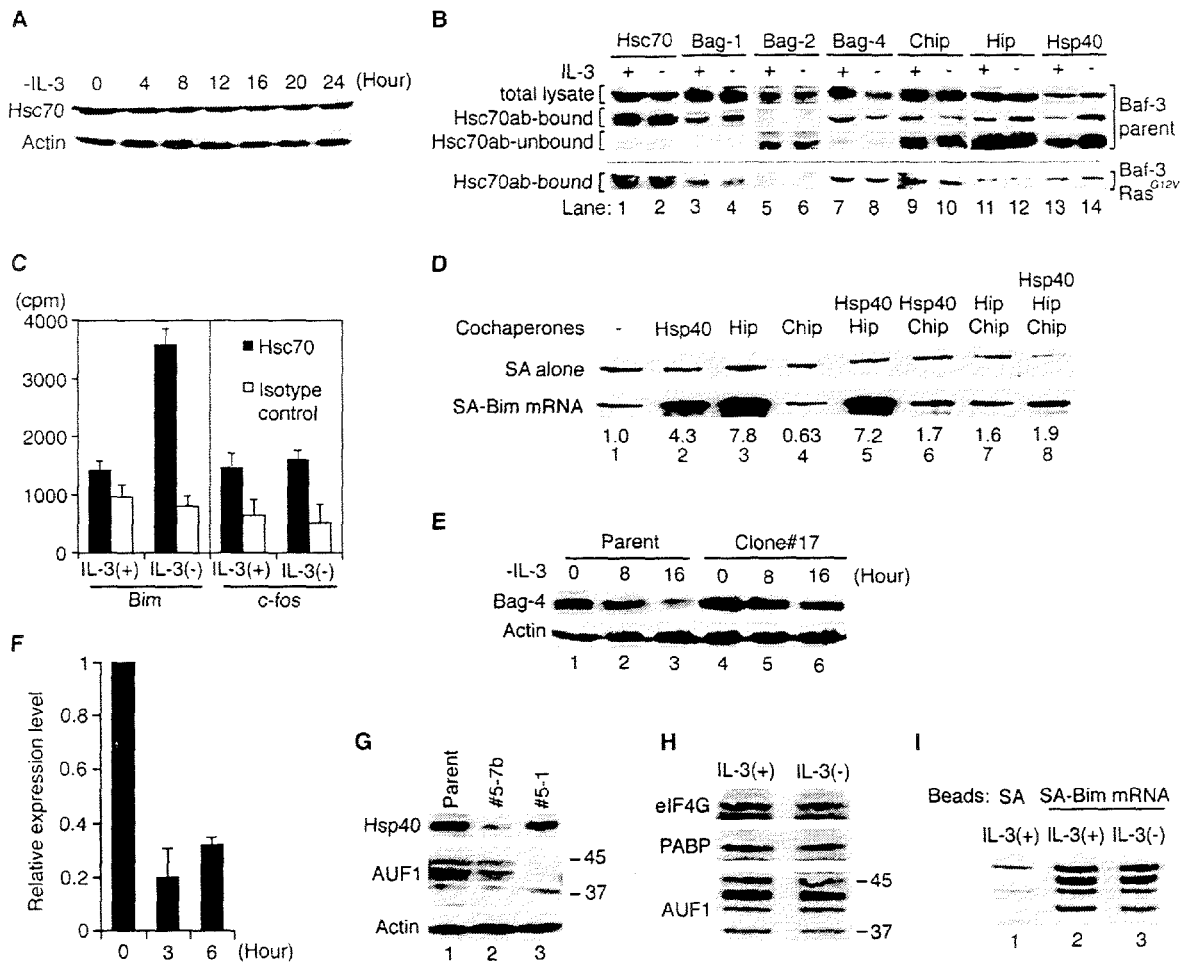 A
-IL-3 0 4 8 12 16 20 24 (Hour)
Hsc70
Actin
B
Hsc70 Bag-1 Bag-2 Bag-4 Chip Hip Hsp40
IL-3 + - + - + - + - + - + - + -
total lysate
Hsc70ab-bound
Hsc70ab-unbound
Baf-3
parent
Hsc70ab-bound
Baf-3
Ras G12V
Lane: 1 2 3 4 5 6 7 8 9 10 11 12 13 14
C
(cpm)
4000
3000
2000
1000
0
Hsc70
Isotype
control
IL-3(+) IL-3(-) IL-3(+) IL-3(-)
Bim c-fos
D
Hsp40
Hsp40 Hsp40 Hip Hip
Cochaperones - Hsp40 Hip Chip Hip Chip Chip Chip
SA alone
SA-Bim mRNA
1.0 4.3 7.8 0.63 7.2 1.7 1.6 1.9
1 2 3 4 5 6 7 8
E
Parent Clone#17
-IL-3 0 8 16 0 8 16 (Hour)
Bag-4
Actin
1 2 3 4 5 6
F
Relative expression level
1
0.8
0.6
0.4
0.2
0
0 3 6 (Hour)
G
Parent #5-7b #5-1
Hsp40
AUF1
45
37
Actin
1 2 3
H
IL-3(+) IL-3(-)
eIF4G
PABP
45
AUF1
37
I
Beads: SA SA-Bim mRNA
IL-3(+) IL-3(+) IL-3(-)
1 2 3